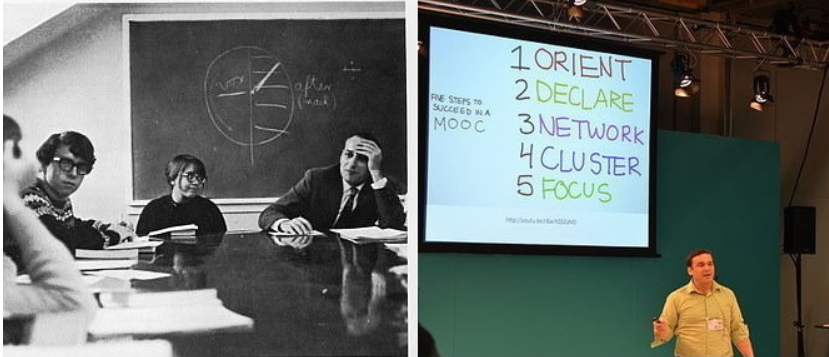 after
1 ORIENT
2 DECLARE
FIVE STEPS TO
SUCCEED IN A
MOOC
3 NETWORK
4 CLUSTER
5 FOCUS